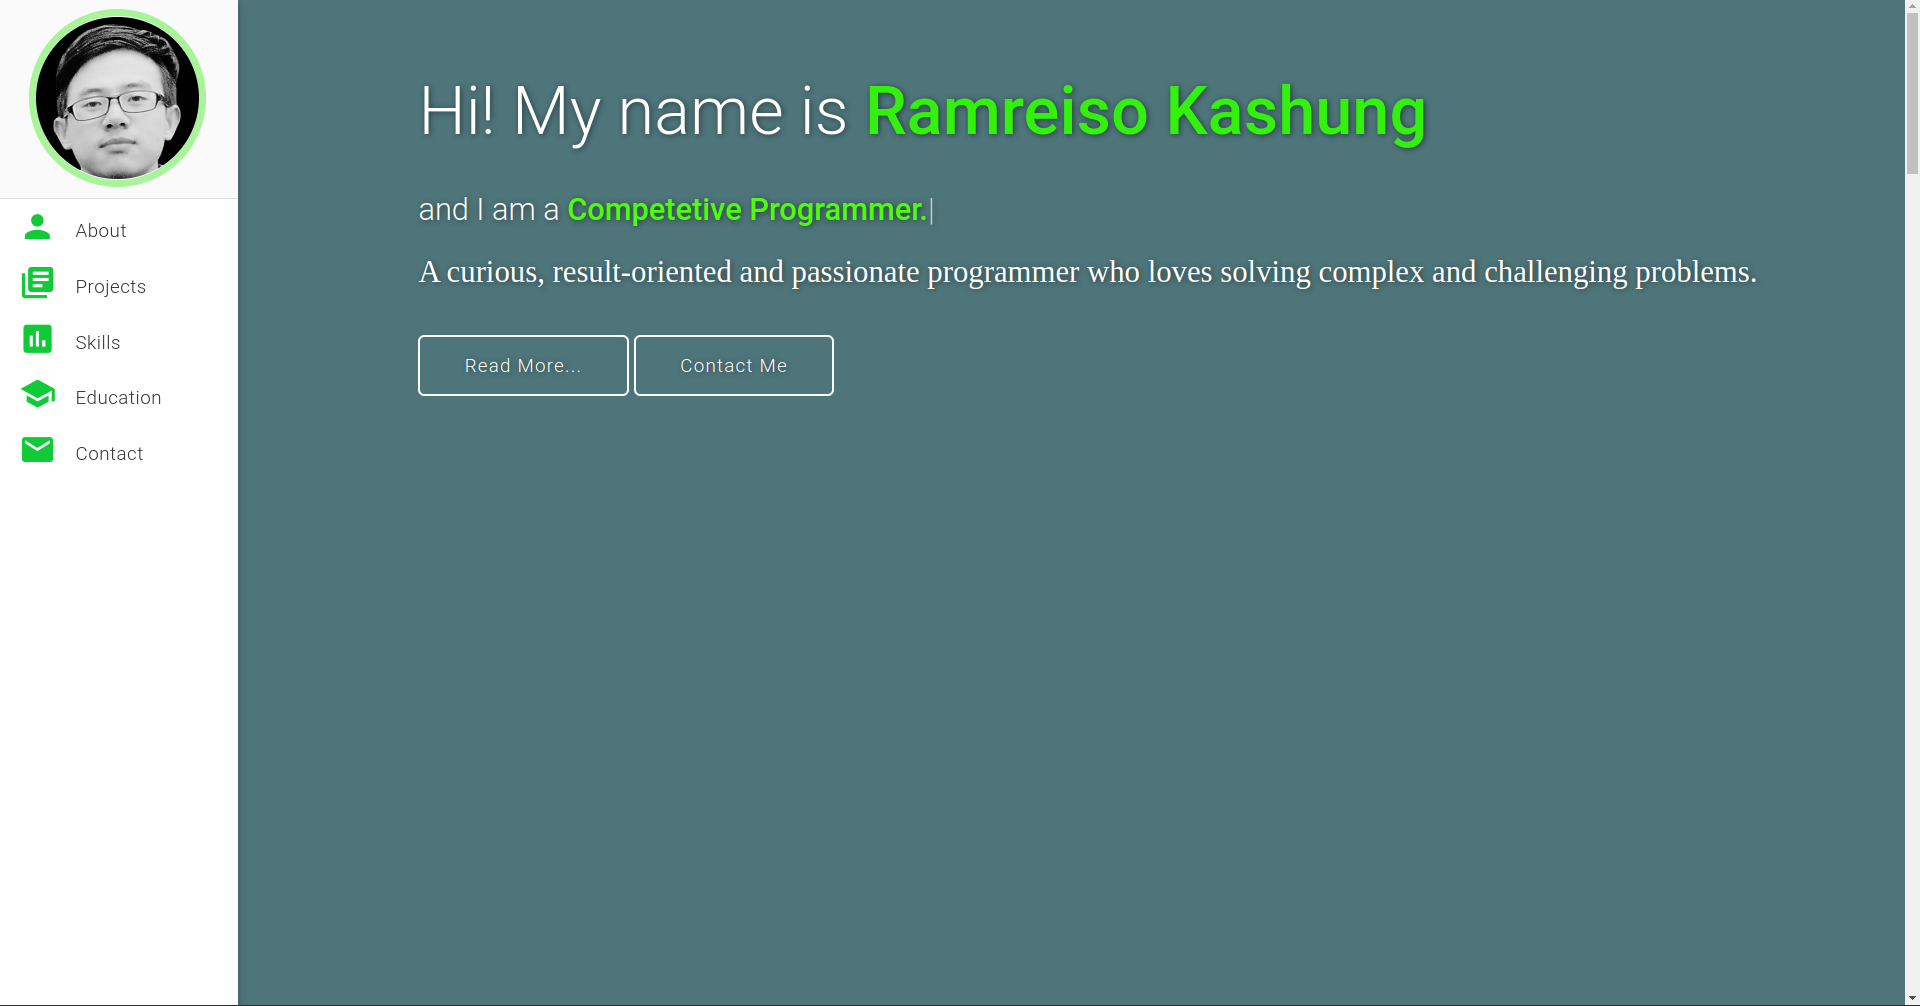 About
Projects
Skills
Education
Contact
Hi! My name is Ramreiso Kashung
and I am a Competetive Programmer.|
A curious, result-oriented and passionate programmer who loves solving complex and challenging problems.
Read More...
Contact Me